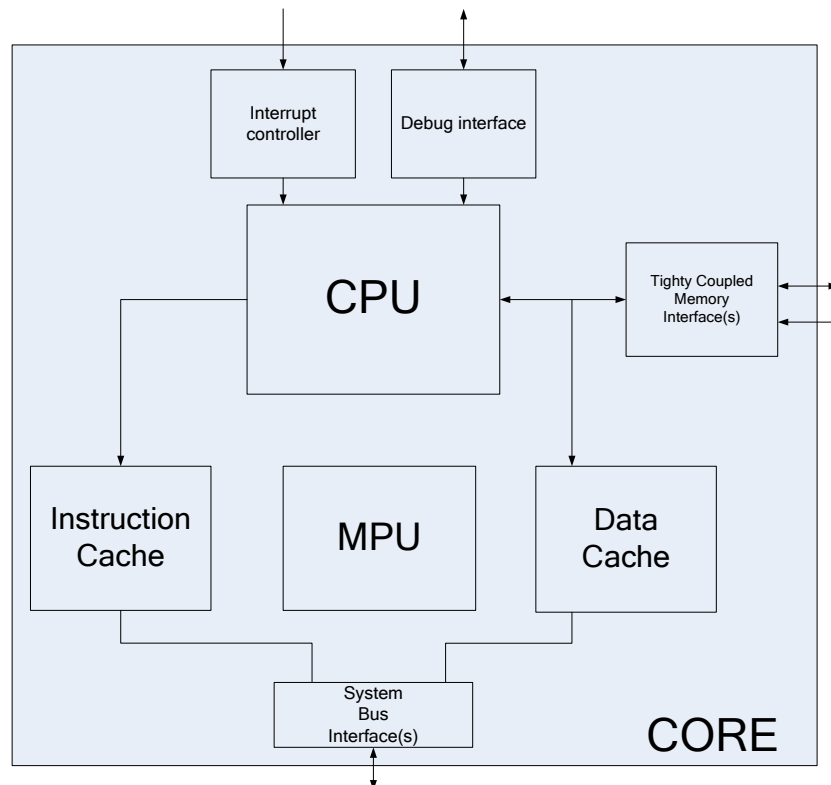 Interrupt
controller
Debug interface
CPU
Tighty Coupled
Memory
Interface(s)
Instruction
Cache
MPU
Data
Cache
System
Bus
Interface(s)
CORE